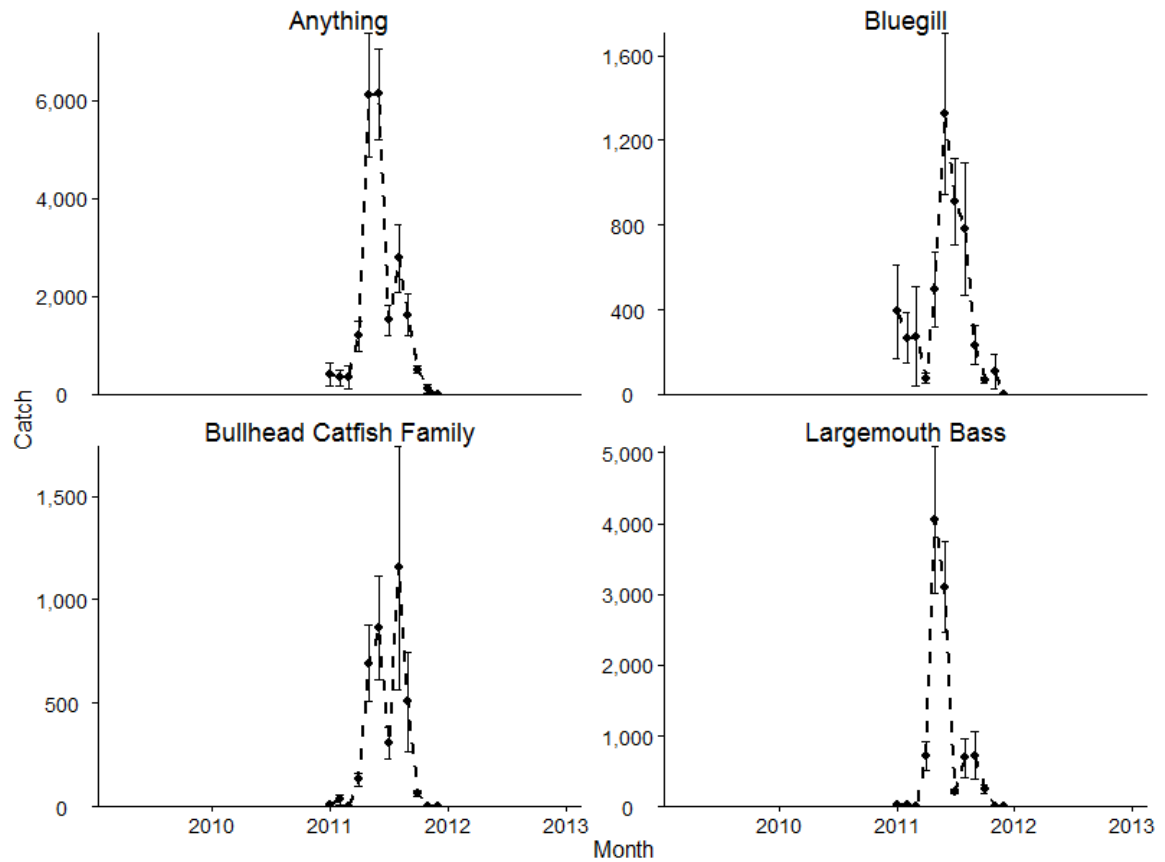 Anything
Bluegill
6,000
4,000
2,000
0
1,600
1,200
800
400
0
Catch
Bullhead Catfish Family
Largemouth Bass
1,500
1,000
500
0
5,000
4,000
3,000
2,000
1,000
0
2010 2011 2012 2013
2010 2011 2012 2013
Month